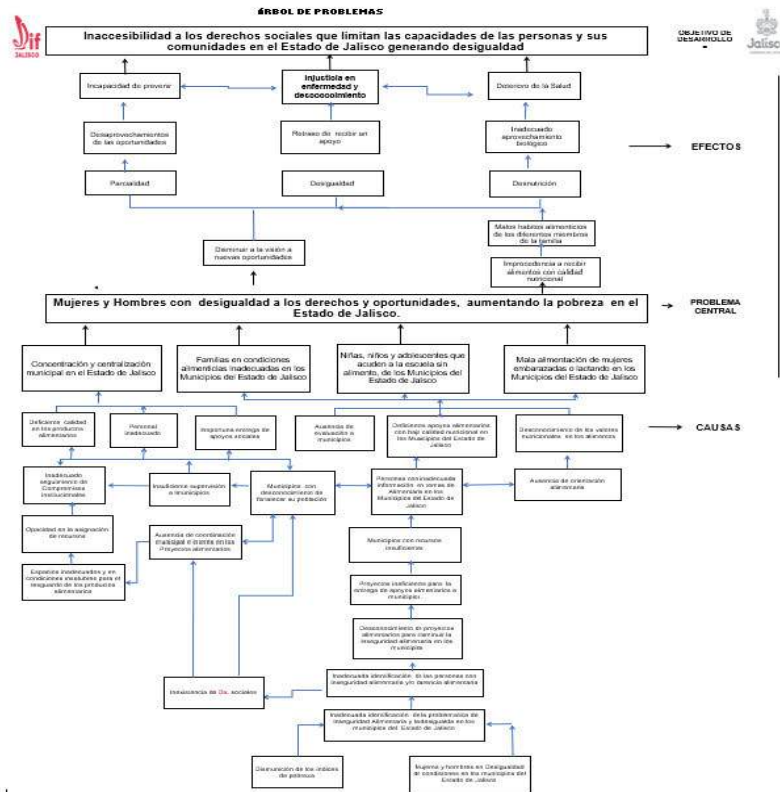 ÁRBOL DE PROBLEMAS
dif
JALISCO
Inaccesibilidad a los derechos sociales que limitan las capacidades de las personas y sus
comunidades en el Estado de Jalisco generando desigualdad
OBJETIVO DE
DESARROLLO
Jalisco
Incapacidad de prevenir
Injusticia en
enfermedad y
Deterioro de la Salud
Desaprovechamientos
de las oportunidades
Retraso de recibir un
apoyo
Inadecuado
aprovechamiento
biológico
EFECTOS
Parcialidad
Desigualdad
Desnutrición
Malos habitos alimenticios
de los diferentes miembros
de la familia
Disminuir a la visión a
nuevas oportunidades
Improcedencia a recibir
alimentos con calidad
nutricional
Mujeres y Hombres con desigualdad a los derechos y oportunidades, aumentando la pobreza en el
Estado de Jalisco.
PROBLEMA
CENTRAL
Concentración y centralización
municipal en el Estado de Jalisco
Familias en condiciones
alimenticias inadecuadas en los
Municipios del Estado de Jalisco
Niñas, niños y adolescentes que
acuden a la escuela sin
alimento, de los Municipios del
Estado de Jalisco
Mala alimentación de mujeres
embarazadas o lactando en los
Municipios del Estado de Jalisco
Deficiente calidad
en los productos
alimentarios
Personal
inadecuado
entrega de
apoyos sociales
Ausencia de
evaluación a
municipios
Deficientes apoyos alimentarios
con bajo calidad nutricional en
los Municipios del Estado de
Jalisco
Desconocimiento de los valores
nutricionales en los alimentos
CAUSAS
Inadecuado
seguimiento de
Compromisos
institucionales
Insuficiente supervisión
a municipios
Municipios con
desconocimiento de
fortalecer su población
Personas con inadecuada
información en temas de
Alimentaria en los
Municipios del Estado de
Jalisco
Ausencia de orientación
alimentaria
Opacidad en la asignación
de recursos
Ausencia de coordinación
municipal e interna en los
Proyectos alimentarios
Municipios con recursos
insuficientes
Espacios inadecuados y en
condiciones insalubres para el
resguardo de los productos
alimentarios
Proyectos ineficientes para la
entrega de apoyos alimentarios a
municipio
Desconocimiento de proyectos
alimentarios para disminuir la
inseguridad alimentaria en los
municipios
Inadecuada identificación de las personas con
inseguridad alimentaria y/o carencia alimentaria
sociales
Inadecuada identificación de la problemática de
Inseguridad Alimentaria y en los
municipios del Estado de Jalisco
Disminución de los índices
de pobreza
Mujeres y hombres en Desigualdad
de condiciones en los municipios del
Estado de Jalisco